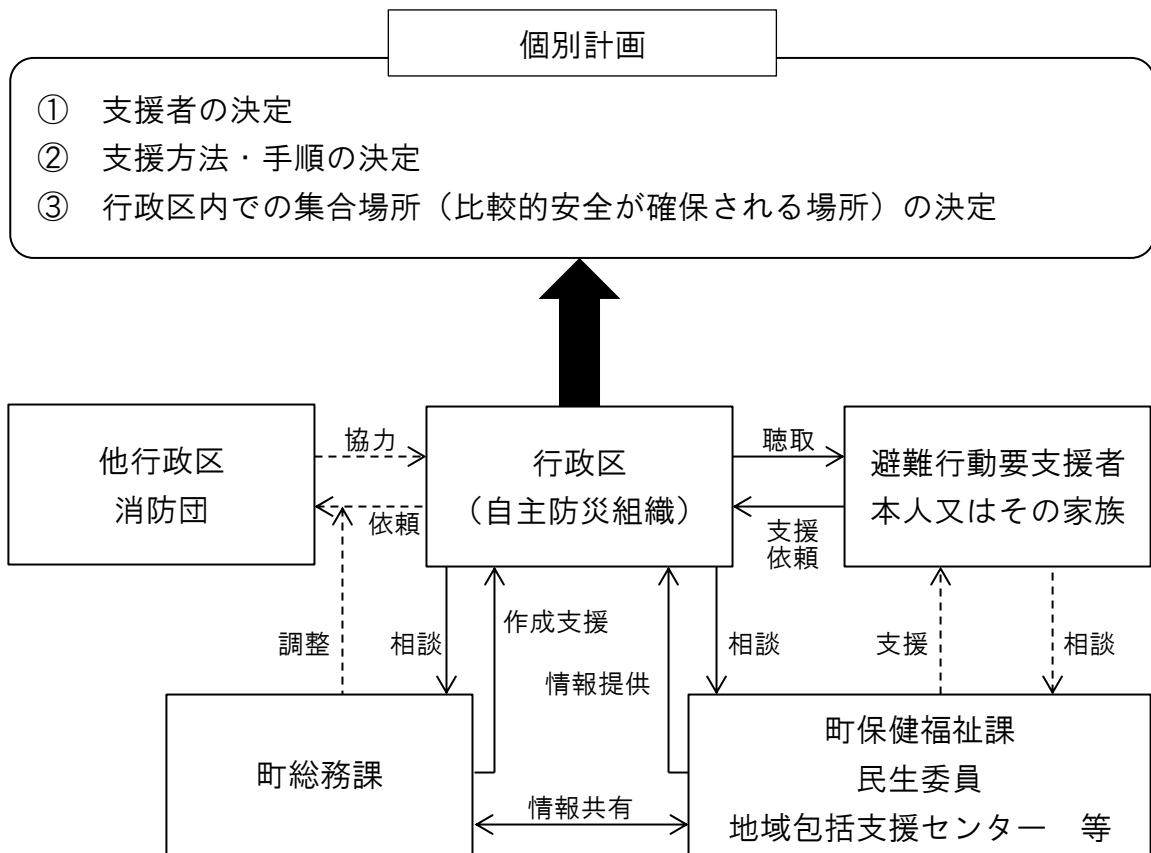 個別計画
① 支援者の決定
② 支援方法・手順の決定
③ 行政区内での集合場所（比較的安全が確保される場所）の決定
他行政区
消防団
協力
依頼
行政区
（自主防災組織）
聴取
支援
依頼
避難行動要支援者
本人又はその家族
調整
相談
作成支援
情報提供
相談
支援
相談
町総務課
情報共有
町保健福祉課
民生委員
地域包括支援センター 等